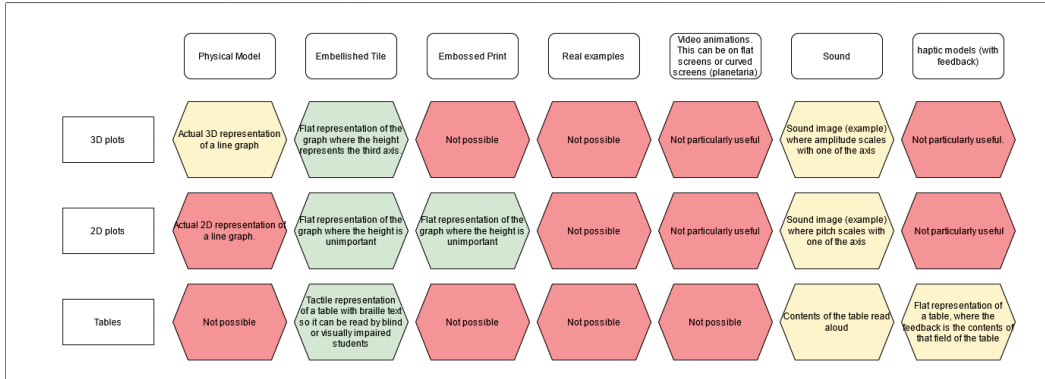 Physical Model
Embellished Tile
Embossed Print
Real examples
Video animations.
This can be on flat
screens or curved
screens (planetaria)
Sound
haptic models (with
feedback)
3D plots
Actual 3D representation
of a line graph
Flat representation of the
graph where the height
represents the third axis.
Not possible
Not possible
Not particularly useful
Sound image (example)
where amplitude scales
with one of the axis
Not particularly useful.
2D plots
Actual 2D representation of
a line graph.
Flat representation of the
graph where the height is
unimportant
Flat representation of the
graph where the height is
unimportant
Not possible
Not particularly useful
Sound image (example)
where pitch scales with
one of the axis
Not particularly useful
Tables
Not possible
Tactile representation
of a table with braille text
so it can be read by blind
or visually impaired
students
Not possible
Not possible
Not possible
Contents of the table read
aloud
Flat representation of
a table, where the
feedback is the contents of
that field of the table